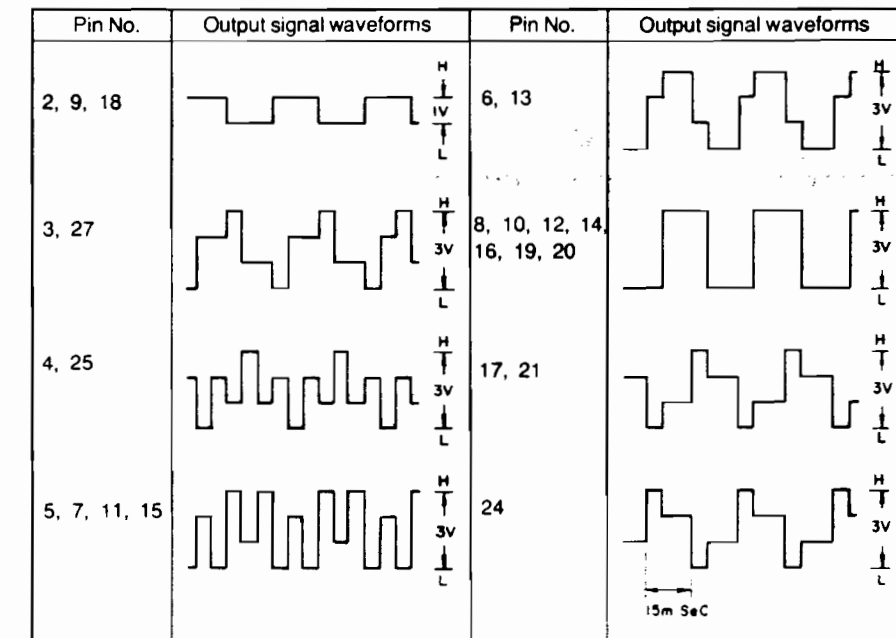 Pin No. Output signal waveforms Pin No. Output signal waveforms
2, 9, 18
H
1V
L
6, 13
H
3V
L
3, 27
H
3V
L
8, 10, 12, 14,
16, 19, 20
H
3V
L
4, 25
H
3V
L
17, 21
H
3V
L
5, 7, 11, 15
H
3V
L
24
H
3V
L
15m SeC